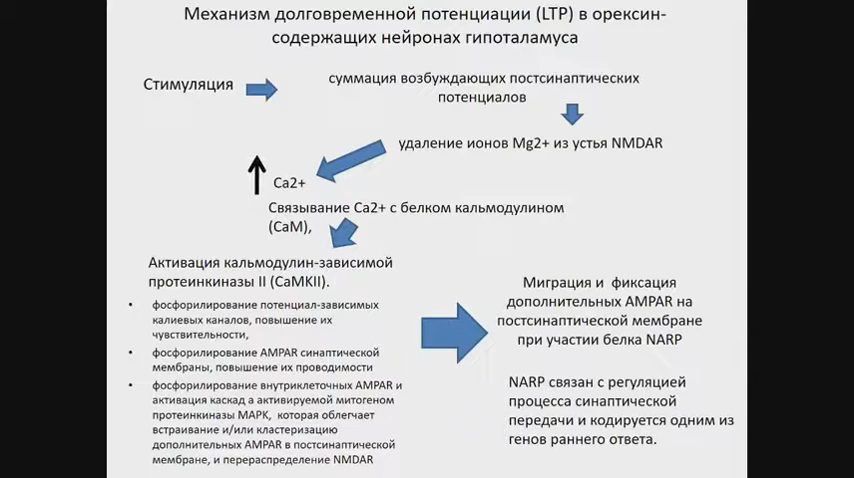 Механизм долговременной потенциации (LTP) в орексин-
содержащих нейронах гипоталамуса
Стимуляция
суммация возбуждающих постсинаптических
потенциалов
удаление ионов Mg2+ из устья NMDAR
Ca2+
Связывание Ca2+ с белком кальмодулином
(CaM),
Активация кальмодулин-зависимой
протеинкиназы II (CaMKII).
• фосфорилирование потенциал-зависимых
калиевых каналов, повышение их
чувствительности,
• фосфорилирование AMPAR синаптической
мембраны, повышение их проводимости
• фосфорилирование внутриклеточных AMPAR и
активация каскад а активируемой митогеном
протеинкиназы MAPK, которая облегчает
встраивание и/или кластеризацию
дополнительных AMPAR в постсинаптической
мембране, и перераспределение NMDAR
Миграция и фиксация
дополнительных AMPAR на
постсинаптической мембране
при участии белка NARP
NARP связан с регуляцией
процесса синаптической
передачи и кодируется одним из
генов раннего ответа.